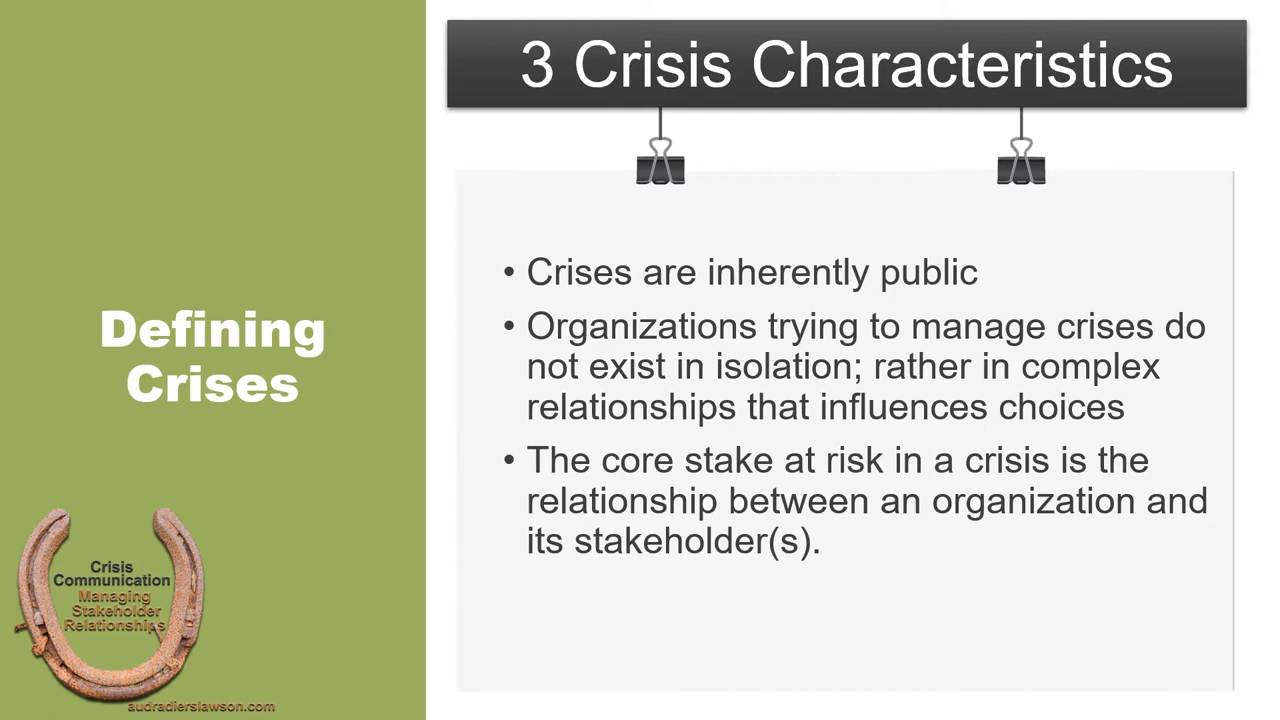 3 Crisis Characteristics
Defining
Crises
• Crises are inherently public
• Organizations trying to manage crises do
not exist in isolation; rather in complex
relationships that influences choices
• The core stake at risk in a crisis is the
relationship between an organization and
its stakeholder(s).
Crisis
Communication
Managing
Stakeholder
Relationships
audradierslawson.com